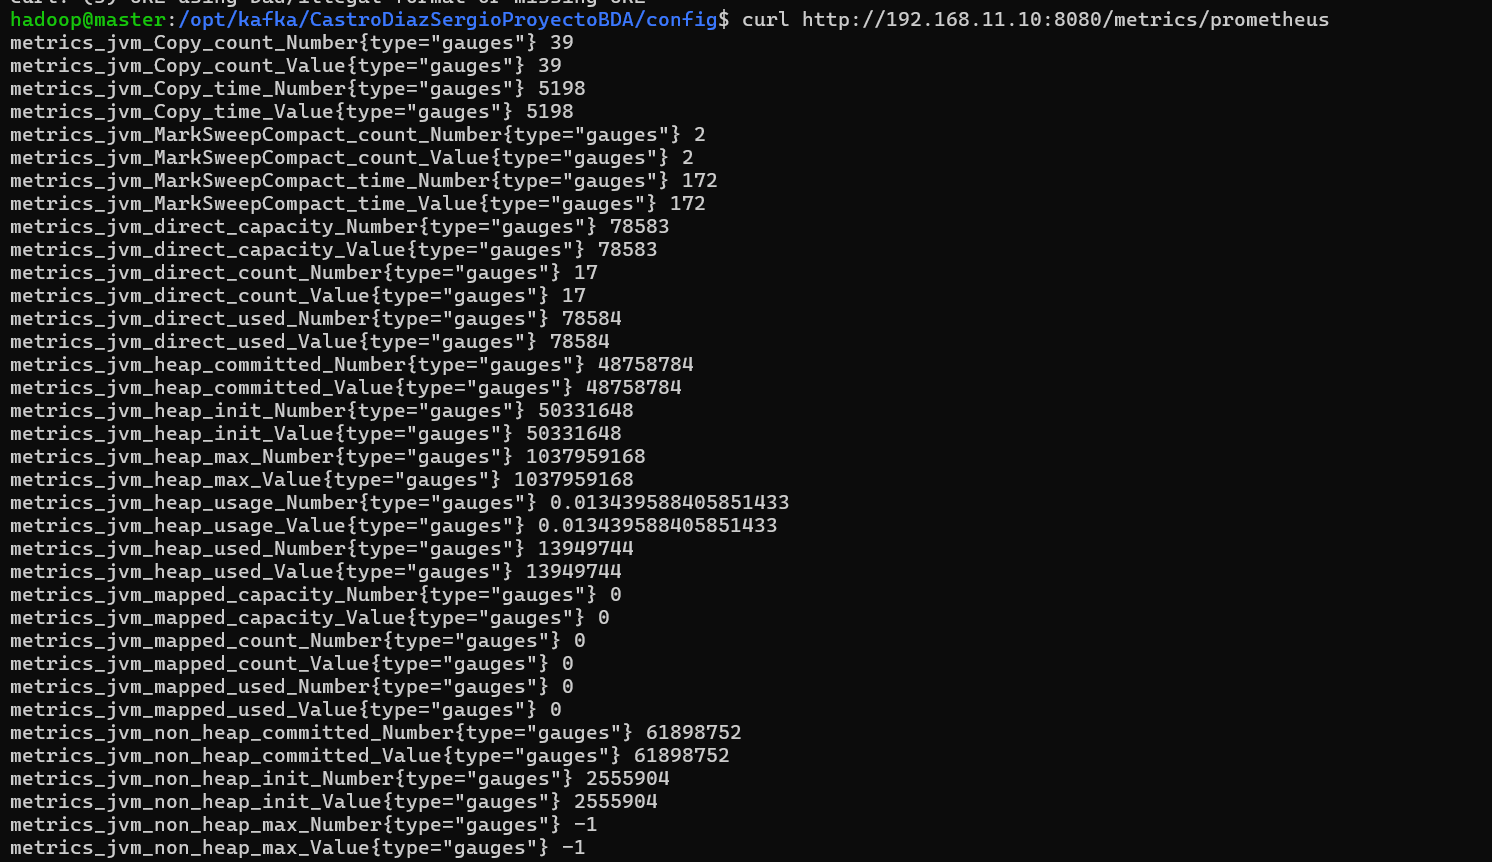 hadoop@master:/opt/kafka/CastroDiazSergioProyectoBDA/config$ curl http://192.168.11.10:8080/metrics/prometheus
metrics_jvm_Copy_count_Number{type="gauges"} 39
metrics_jvm_Copy_count_Value{type="gauges"} 39
metrics_jvm_Copy_time_Number{type="gauges"} 5198
metrics_jvm_Copy_time_Value{type="gauges"} 5198
metrics_jvm_MarkSweepCompact_count_Number{type="gauges"} 2
metrics_jvm_MarkSweepCompact_count_Value{type="gauges"} 2
metrics_jvm_MarkSweepCompact_time_Number{type="gauges"} 172
metrics_jvm_MarkSweepCompact_time_Value{type="gauges"} 172
metrics_jvm_direct_capacity_Number{type="gauges"} 78583
metrics_jvm_direct_capacity_Value{type="gauges"} 78583
metrics_jvm_direct_count_Number{type="gauges"} 17
metrics_jvm_direct_count_Value{type="gauges"} 17
metrics_jvm_direct_used_Number{type="gauges"} 78584
metrics_jvm_direct_used_Value{type="gauges"} 78584
metrics_jvm_heap_committed_Number{type="gauges"} 48758784
metrics_jvm_heap_committed_Value{type="gauges"} 48758784
metrics_jvm_heap_init_Number{type="gauges"} 50331648
metrics_jvm_heap_init_Value{type="gauges"} 50331648
metrics_jvm_heap_max_Number{type="gauges"} 1037959168
metrics_jvm_heap_max_Value{type="gauges"} 1037959168
metrics_jvm_heap_usage_Number{type="gauges"} 0.013439588405851433
metrics_jvm_heap_usage_Value{type="gauges"} 0.013439588405851433
metrics_jvm_heap_used_Number{type="gauges"} 13949744
metrics_jvm_heap_used_Value{type="gauges"} 13949744
metrics_jvm_mapped_capacity_Number{type="gauges"} 0
metrics_jvm_mapped_capacity_Value{type="gauges"} 0
metrics_jvm_mapped_count_Number{type="gauges"} 0
metrics_jvm_mapped_count_Value{type="gauges"} 0
metrics_jvm_mapped_used_Number{type="gauges"} 0
metrics_jvm_mapped_used_Value{type="gauges"} 0
metrics_jvm_non_heap_committed_Number{type="gauges"} 61898752
metrics_jvm_non_heap_committed_Value{type="gauges"} 61898752
metrics_jvm_non_heap_init_Number{type="gauges"} 2555904
metrics_jvm_non_heap_init_Value{type="gauges"} 2555904
metrics_jvm_non_heap_max_Number{type="gauges"} -1
metrics_jvm_non_heap_max_Value{type="gauges"} -1